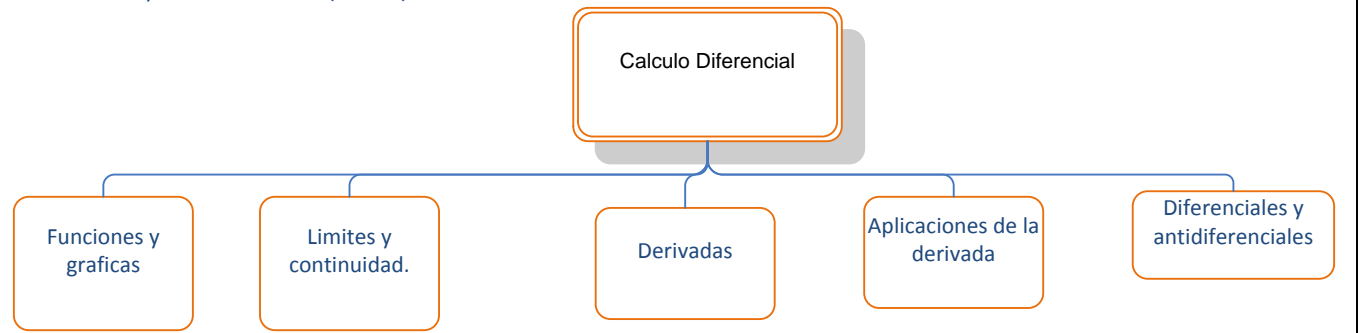 Calculo Diferencial
Funciones y
graficas
Limites y
continuidad.
Derivadas
Aplicaciones de la
derivada
Diferenciales y
antidiferenciales